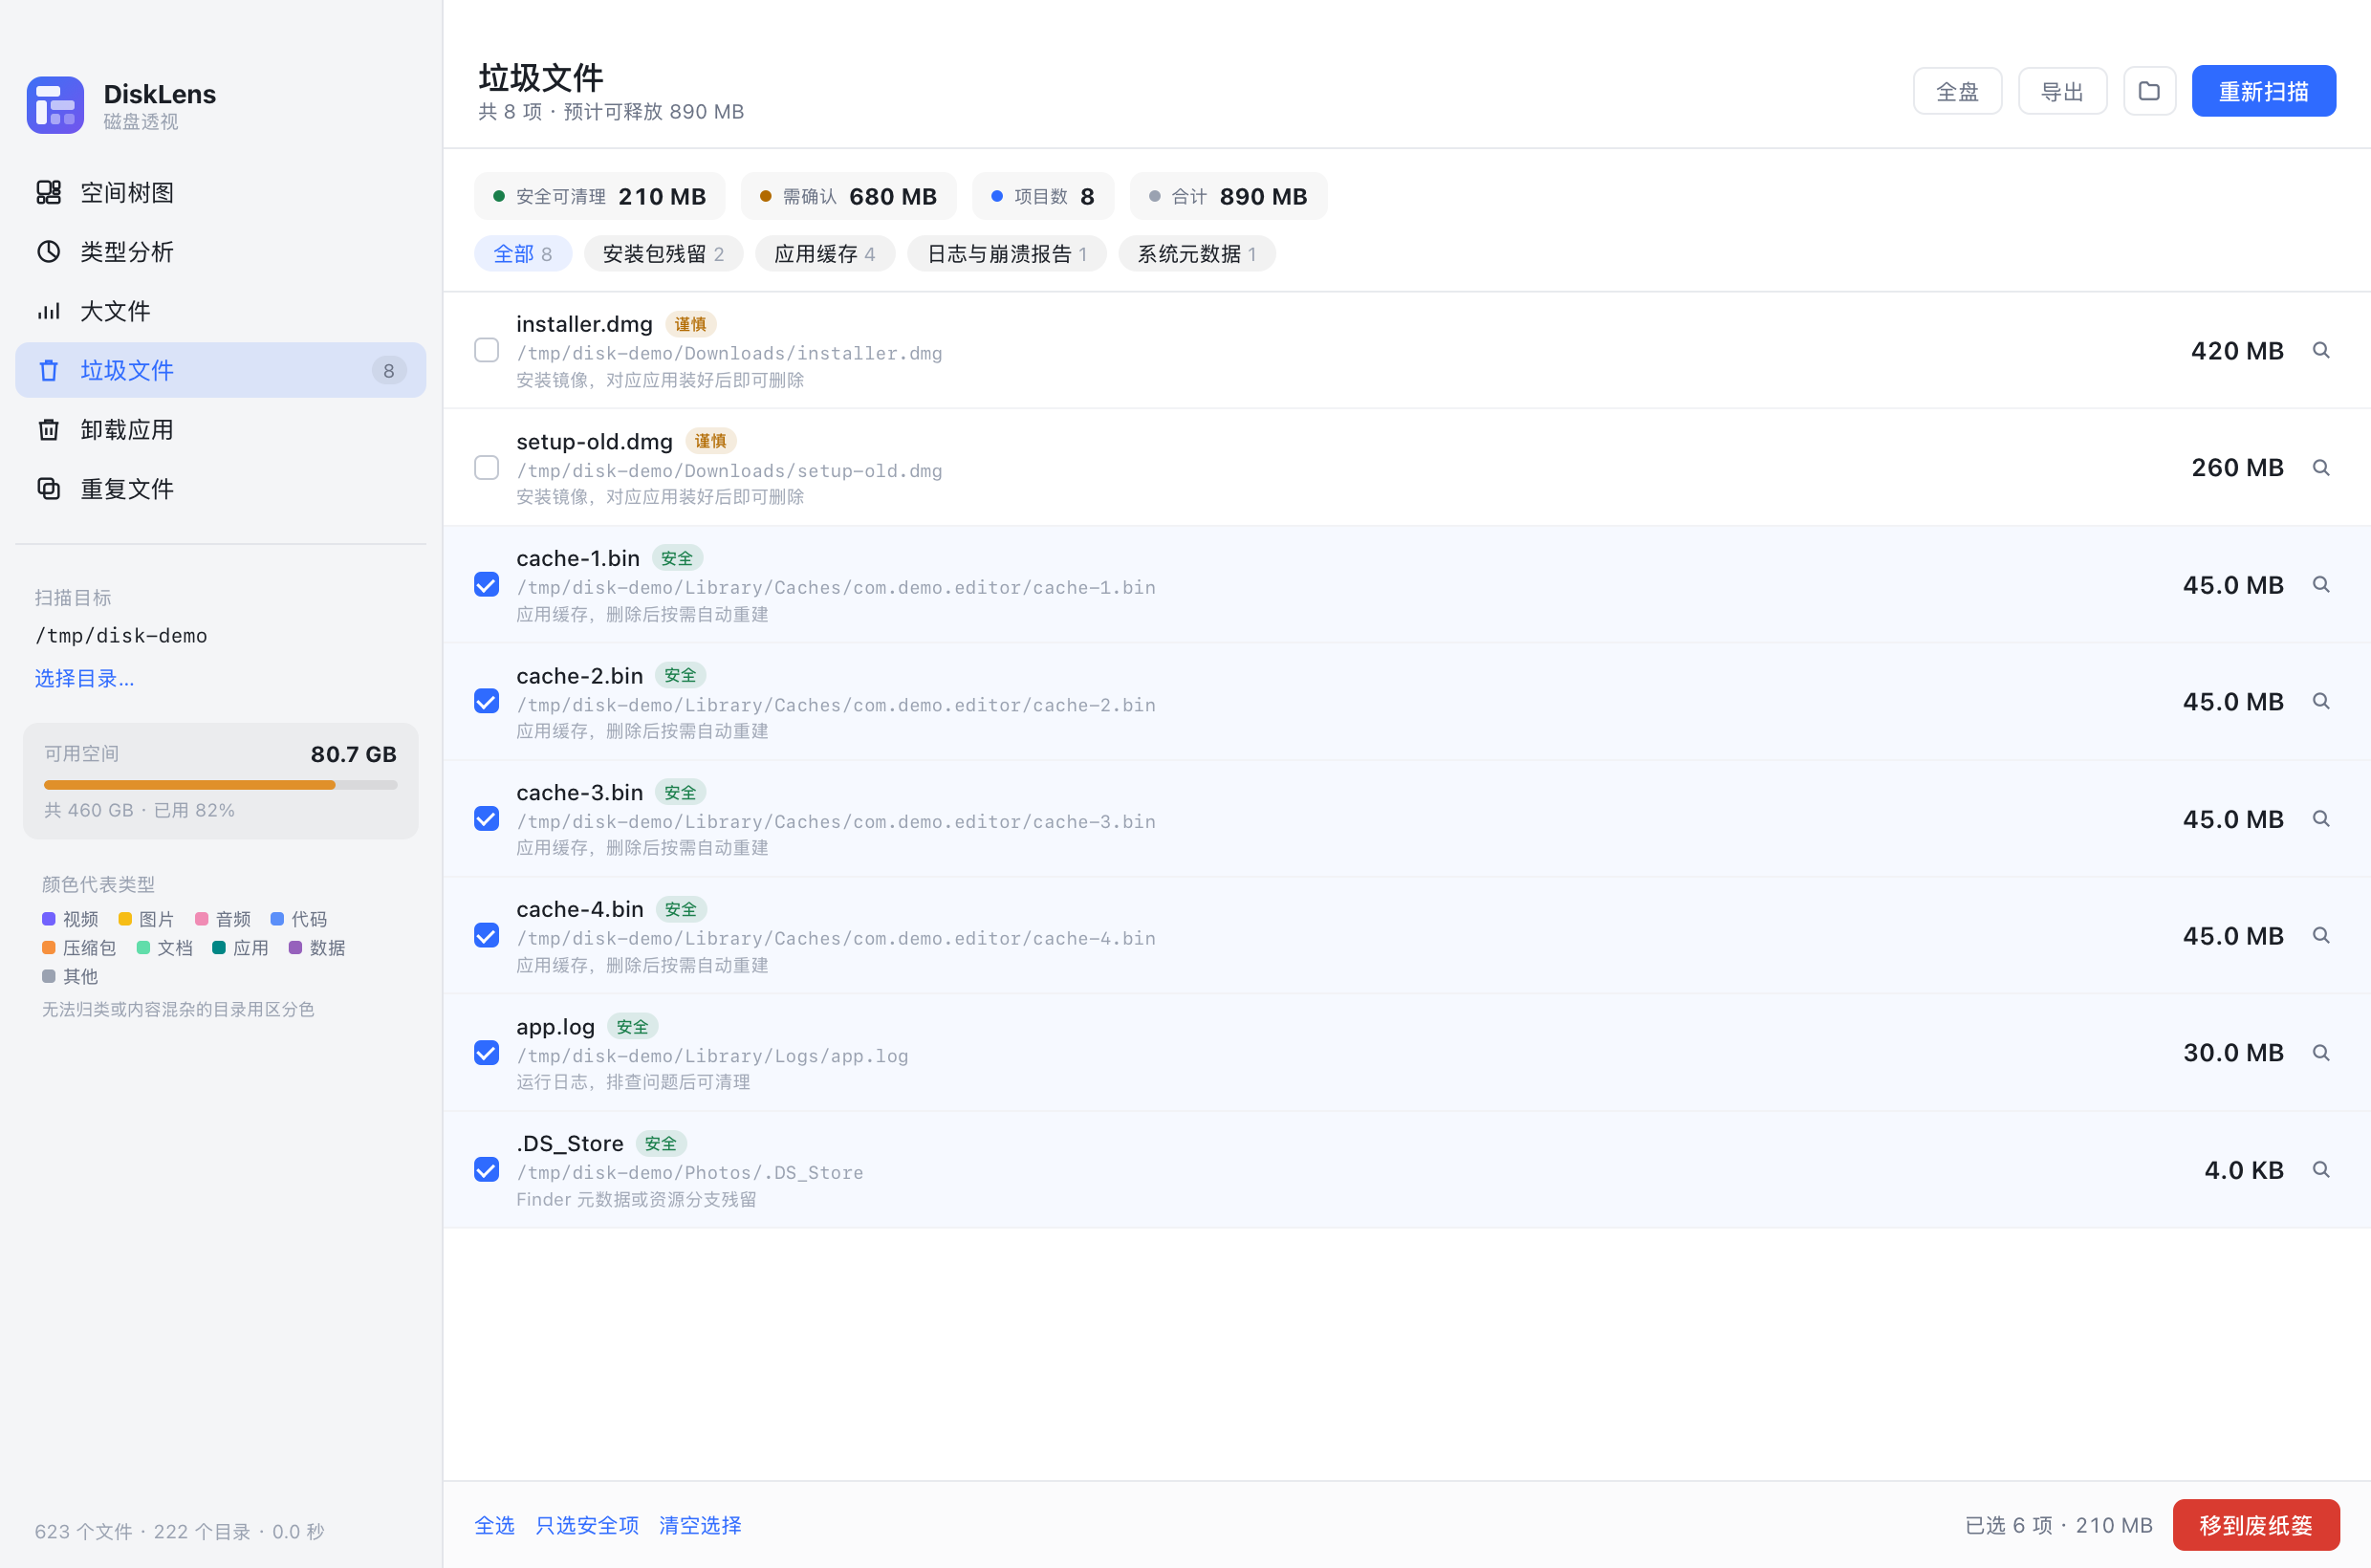 DiskLens
磁盘透视
空间树图
类型分析
大文件
垃圾文件 8
卸载应用
重复文件
扫描目标
/tmp/disk-demo
选择目录...
可用空间 80.7 GB
共 460 GB · 已用 82%
颜色代表类型
视频 图片 音频 代码
压缩包 文档 应用 数据
其他
无法归类或内容混杂的目录用区分色
623 个文件 · 222 个目录 · 0.0 秒
垃圾文件
共 8 项 · 预计可释放 890 MB
全盘 导出 重新扫描
安全可清理 210 MB 需确认 680 MB 项目数 8 合计 890 MB
全部 8 安装包残留 2 应用缓存 4 日志与崩溃报告 1 系统元数据 1
installer.dmg 谨慎
/tmp/disk-demo/Downloads/installer.dmg
安装镜像，对应应用装好后即可删除
420 MB
setup-old.dmg 谨慎
/tmp/disk-demo/Downloads/setup-old.dmg
安装镜像，对应应用装好后即可删除
260 MB
cache-1.bin 安全
/tmp/disk-demo/Library/Caches/com.demo.editor/cache-1.bin
应用缓存，删除后按需自动重建
45.0 MB
cache-2.bin 安全
/tmp/disk-demo/Library/Caches/com.demo.editor/cache-2.bin
应用缓存，删除后按需自动重建
45.0 MB
cache-3.bin 安全
/tmp/disk-demo/Library/Caches/com.demo.editor/cache-3.bin
应用缓存，删除后按需自动重建
45.0 MB
cache-4.bin 安全
/tmp/disk-demo/Library/Caches/com.demo.editor/cache-4.bin
应用缓存，删除后按需自动重建
45.0 MB
app.log 安全
/tmp/disk-demo/Library/Logs/app.log
运行日志，排查问题后可清理
30.0 MB
.DS_Store 安全
/tmp/disk-demo/Photos/.DS_Store
Finder 元数据或资源分支残留
4.0 KB
全选 只选安全项 清空选择
已选 6 项 · 210 MB 移到废纸篓